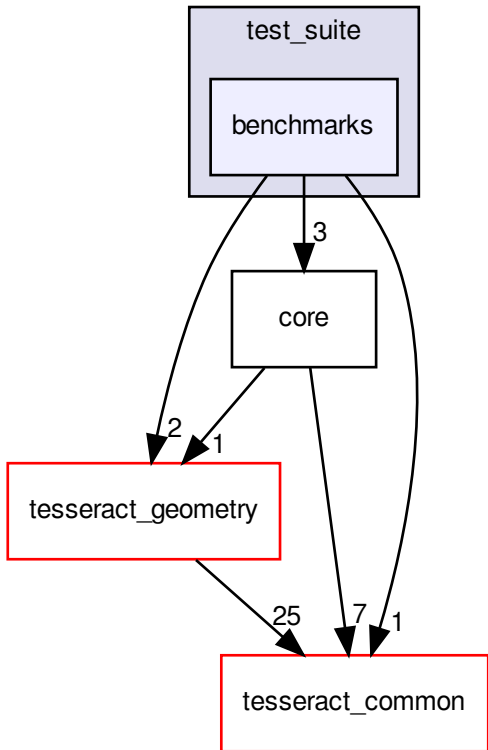 test_suite
benchmarks
3
core
2
1
tesseract_geometry
25
7
1
tesseract_common